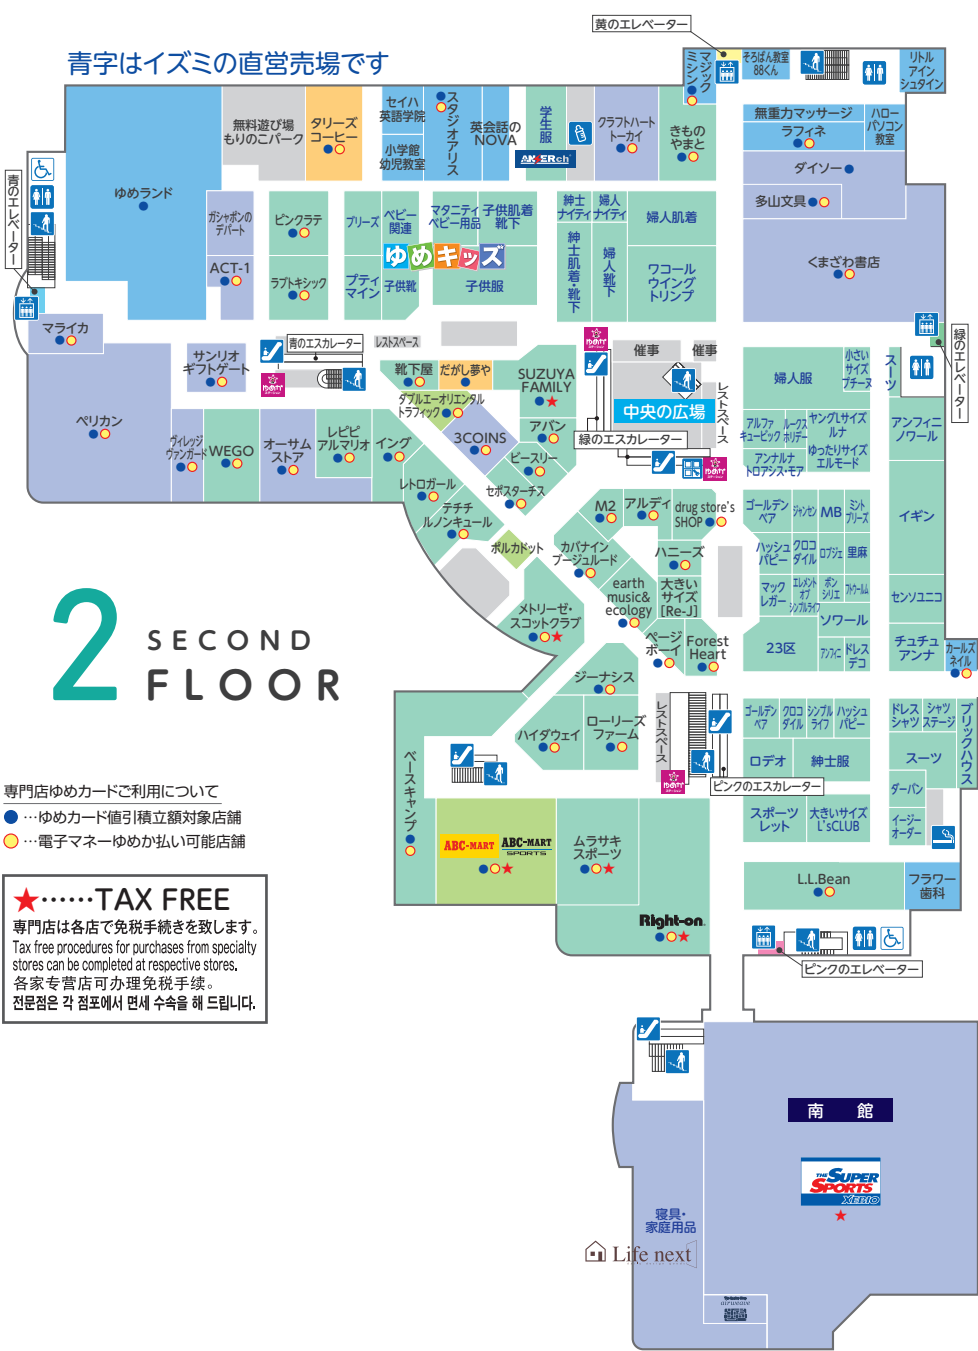 黄のエレベーター
青字はイズミの直営売場です
マジック
ミシン
そろばん教室
88くん
リトル
アイン
シュタイン
無料遊び場
もりのこパーク
タリーズ
コーヒー
セイハ
英語学院
小学館
幼児教室
スタジオアリス
英会話の
NOVA
学生服
ANSERch
クラフトハート
トーカイ
きもの
やまと
無重力マッサージ
ラフィネ
ハロー
パソコン
教室
ダイソー
多山文具
くまざわ書店
青のエレベーター
ゆめランド
ガシャポンの
デパート
ACT-1
ピンクラテ
ラブトキシック
ブリーズ
ベビー
関連
マタニティ
ベビー用品
子供肌着
靴下
ゆめキッズ
プティ
マイン
子供靴
子供服
紳士
ナイティ
婦人
ナイティ
婦人肌着
紳士肌着・靴下
婦人靴下
ワコール
ウイング
トリンプ
緑のエレベーター
マライカ
サンリオ
ギフトゲート
青のエスカレーター
レストスペース
ペリカン
ヴィレッジ
ヴァンガード
WEGO
オーサム
ストア
レピピ
アルマリオ
イング
靴下屋
だがし夢や
ダブルエーオリエンタル
トラフィック
SUZUYA
FAMILY
3COINS
アバン
ビースリー
セポスターチス
レトロガール
テチチ
ルノンキュール
ポルカドット
メトリーゼ・
スコットクラブ
催事
催事
中央の広場
レストスペース
緑のエスカレーター
婦人服
小さい
サイズ
プチーヌ
スーツ
アルファ
キュービック
ルークス
ホリデー
ヤングLサイズ
ルナ
アンナルナ
トロアシス・モア
ゆったりサイズ
エルモード
アンフィニ
ノワール
M2
アルディ
drug store's
SHOP
カバナイン
ブージュルード
ハニーズ
earth
music&
ecology
大きい
サイズ
[Re-J]
ページ
ボーイ
Forest
Heart
ゴールデン
ベア
ジャンセン
MB
ミント
ブリーズ
イギン
ハッシュ
パピー
クロコ
ダイル
ロブジェ
里麻
マック
レガー
エレメント
オブ
シンプルライフ
ボン
シリエ
センソユニコ
ソワール
23区
アンフィニ
ドレス
デコ
チュチュ
アンナ
ガールズ
ネイル
2
SECOND
FLOOR
ジーナシス
ハイダウェイ
ローリーズ
ファーム
レストスペース
ピンクのエスカレーター
ゴールデン
ベア
クロコ
ダイル
シンプル
ライフ
ハッシュ
パピー
ドレス
シャツ
シャツ
ステージ
ブリックハウス
ロデオ
紳士服
スーツ
ダーバン
イージー
オーダー
スポーツ
レット
大きいサイズ
L'sCLUB
L.L.Bean
フラワー
歯科
ベースキャンプ
ABC-MART
ABC-MART
SPORTS
ムラサキ
スポーツ
Right-on
ピンクのエレベーター
専門店ゆめカードご利用について
…ゆめカード値引積立額対象店舗
…電子マネーゆめか払い可能店舗
★……TAX FREE
専門店は各店で免税手続きを致します。
Tax free procedures for purchases from specialty
stores can be completed at respective stores.
各家专营店可办理免税手续。
전문점은 각 점포에서 면세 수속을 해 드립니다.
南 館
THE SUPER
SPORTS
XEBIO
寝具・
家庭用品
Life next
airweave